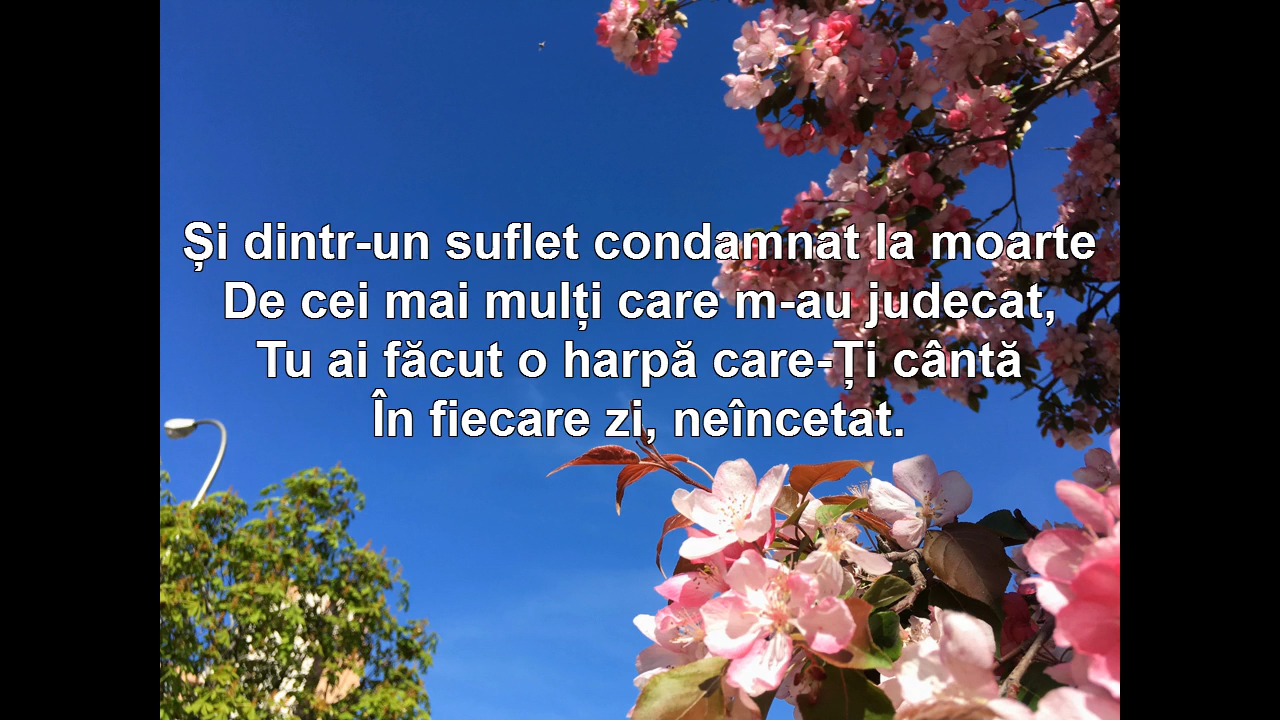 Și dintr-un suflet condamnat la moarte
De cei mai mulți care m-au judecat,
Tu ai făcut o harpă care-Ți cântă
În fiecare zi, neîncetat.